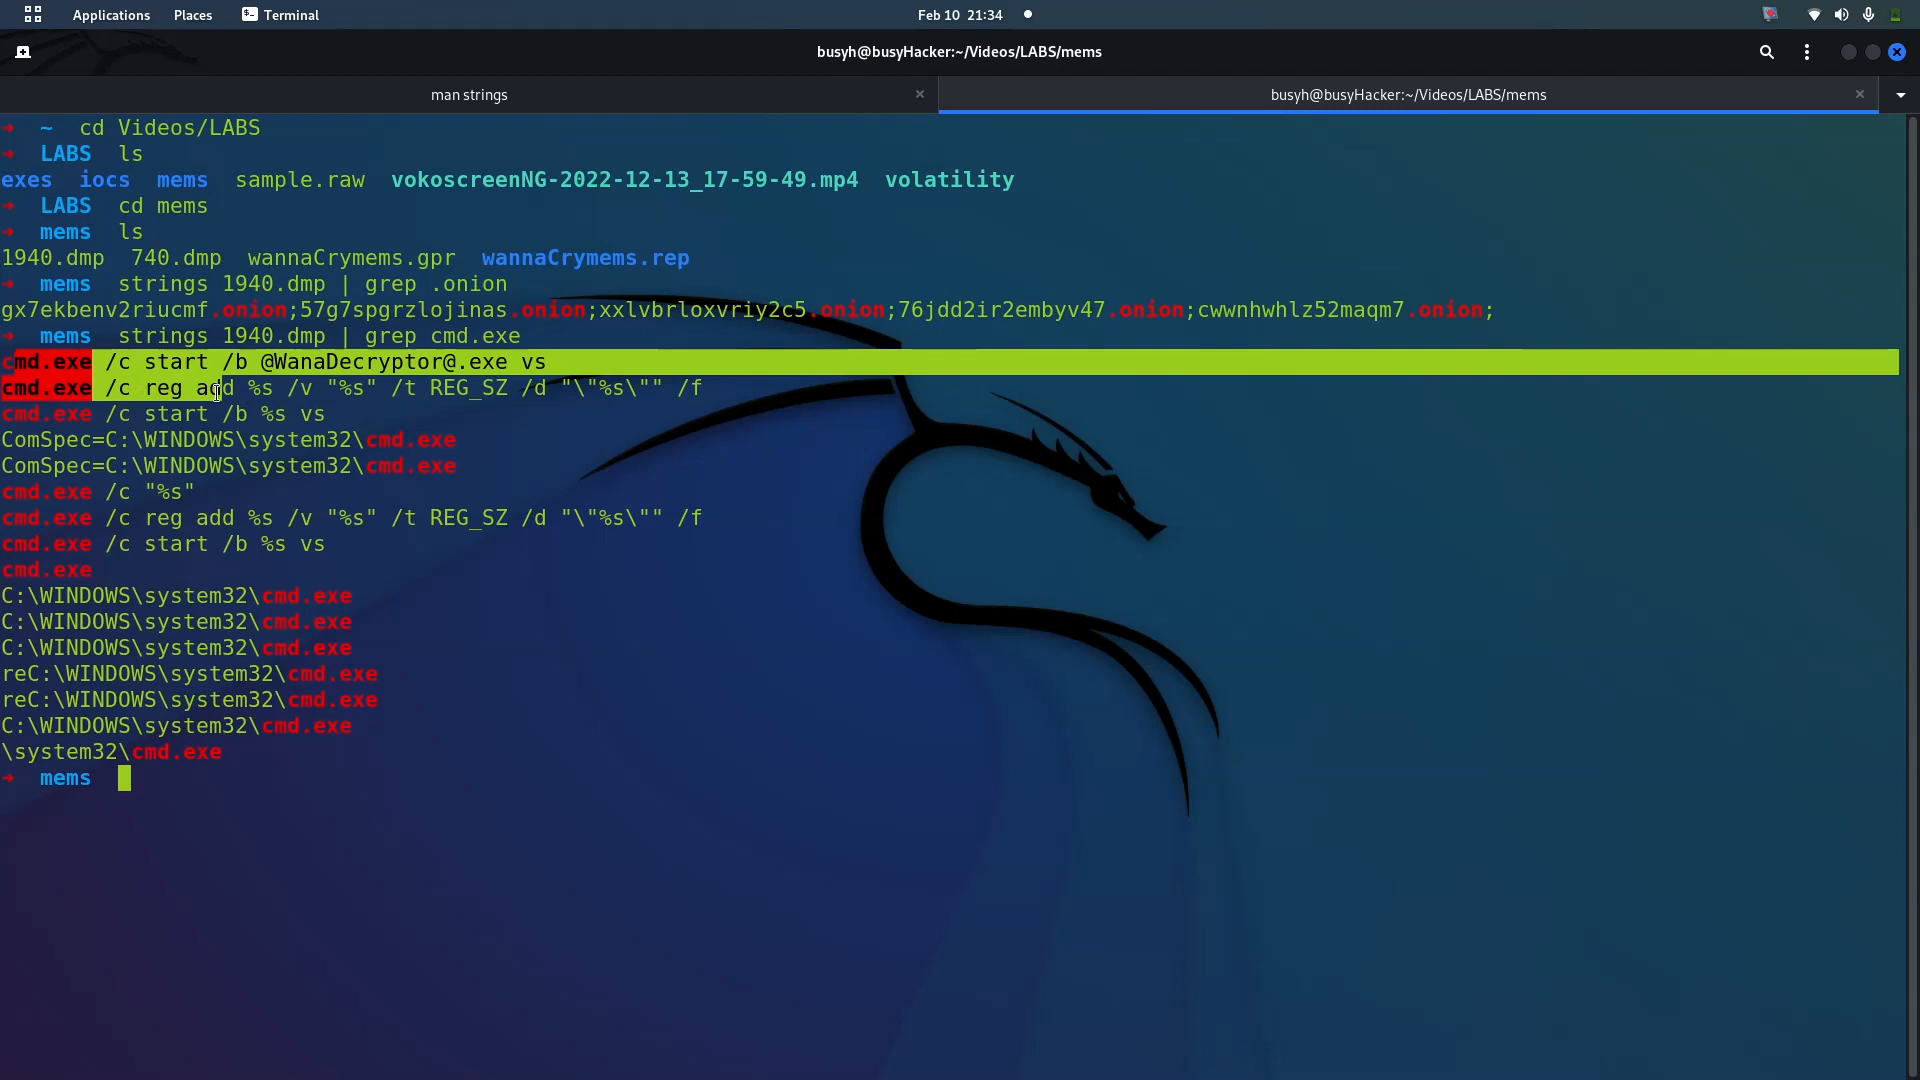 Applications Places Terminal Feb 10 21:34
busyh@busyHacker:~/Videos/LABS/mems
man strings busyh@busyHacker:~/Videos/LABS/mems
➜ ~ cd Videos/LABS
➜ LABS ls
exes iocs mems sample.raw vokoscreenNG-2022-12-13_17-59-49.mp4 volatility
➜ LABS cd mems
➜ mems ls
1940.dmp 740.dmp wannaCrymems.gpr wannaCrymems.rep
➜ mems strings 1940.dmp | grep .onion
gx7ekbenv2riucmf.onion;57g7spgrzlojinas.onion;xxlvbrloxvriy2c5.onion;76jdd2ir2embyv47.onion;cwwnhwhlz52maqm7.onion;
➜ mems strings 1940.dmp | grep cmd.exe
cmd.exe /c start /b @WanaDecryptor@.exe vs
cmd.exe /c reg add %s /v "%s" /t REG_SZ /d "\"%s\"" /f
cmd.exe /c start /b %s vs
ComSpec=C:\WINDOWS\system32\cmd.exe
ComSpec=C:\WINDOWS\system32\cmd.exe
cmd.exe /c "%s"
cmd.exe /c reg add %s /v "%s" /t REG_SZ /d "\"%s\"" /f
cmd.exe /c start /b %s vs
cmd.exe
C:\WINDOWS\system32\cmd.exe
C:\WINDOWS\system32\cmd.exe
C:\WINDOWS\system32\cmd.exe
reC:\WINDOWS\system32\cmd.exe
reC:\WINDOWS\system32\cmd.exe
C:\WINDOWS\system32\cmd.exe
\system32\cmd.exe
➜ mems